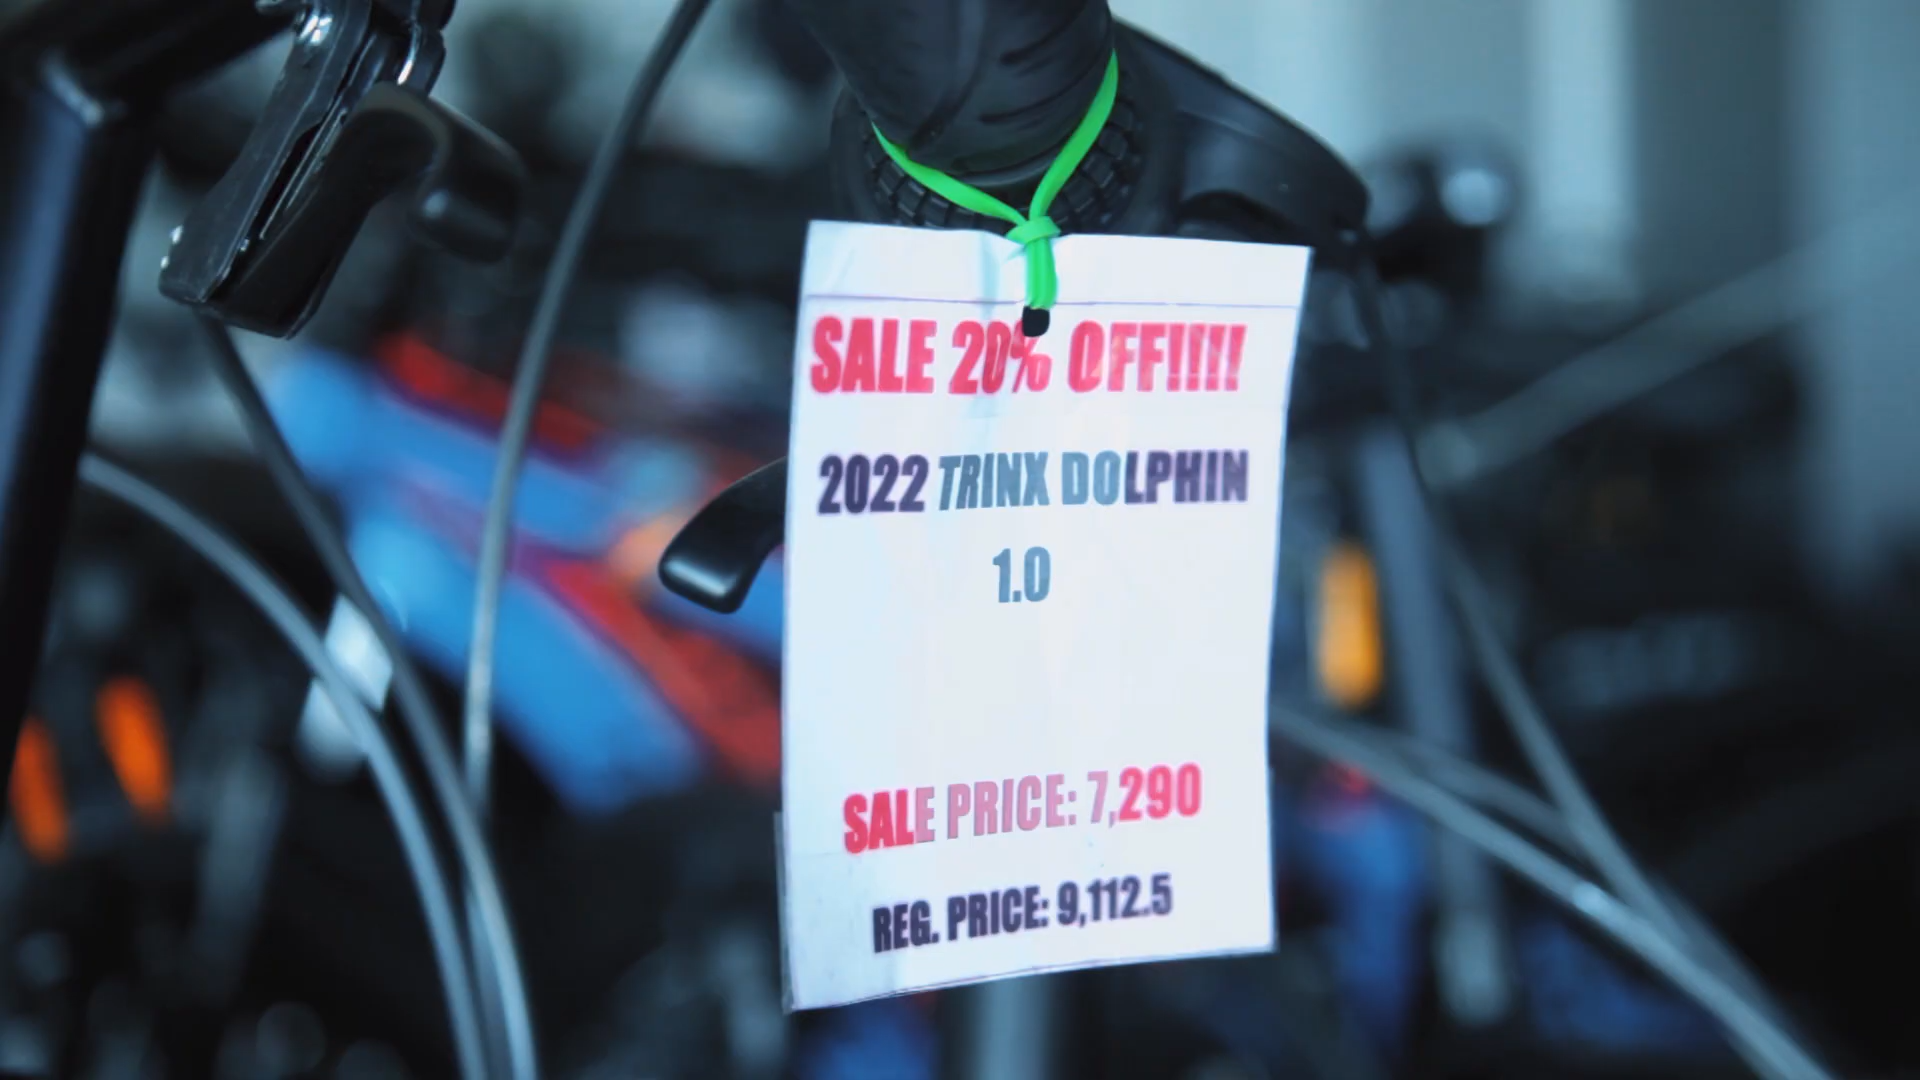 SALE 20% OFF!!!!
2022 TRINX DOLPHIN
1.0
SALE PRICE: 7,290
REG. PRICE: 9,112.5